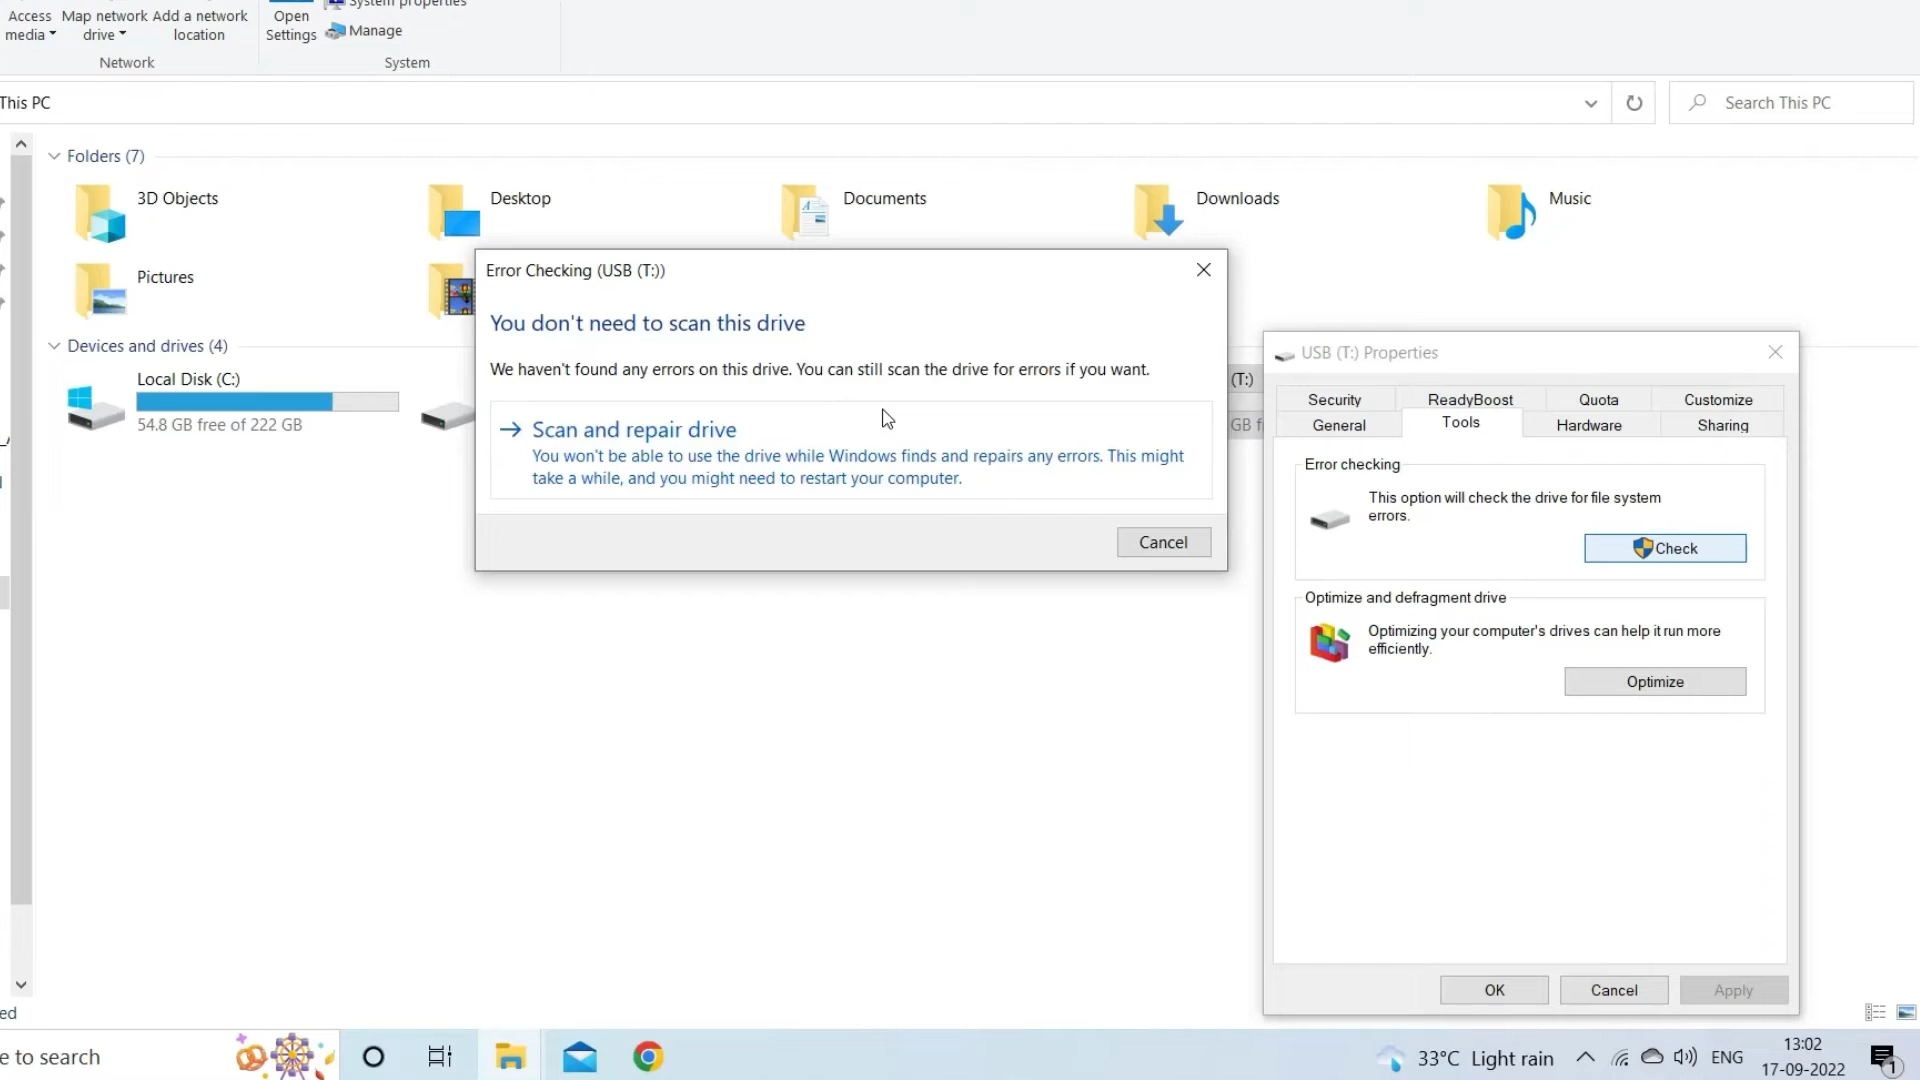 System properties
Access Map network Add a network Open
media drive location Settings Manage
Network System
This PC
Search This PC
Folders (7)
3D Objects
Desktop
Documents
Downloads
Music
Pictures
Devices and drives (4)
Local Disk (C:)
54.8 GB free of 222 GB
(T:)
GB f
Error Checking (USB (T:))
You don't need to scan this drive
We haven't found any errors on this drive. You can still scan the drive for errors if you want.
Scan and repair drive
You won't be able to use the drive while Windows finds and repairs any errors. This might
take a while, and you might need to restart your computer.
Cancel
USB (T:) Properties
Security ReadyBoost Quota Customize
General Tools Hardware Sharing
Error checking
This option will check the drive for file system
errors.
Check
Optimize and defragment drive
Optimizing your computer's drives can help it run more
efficiently.
Optimize
OK Cancel Apply
ed
e to search
33°C Light rain
ENG
13:02
17-09-2022
1